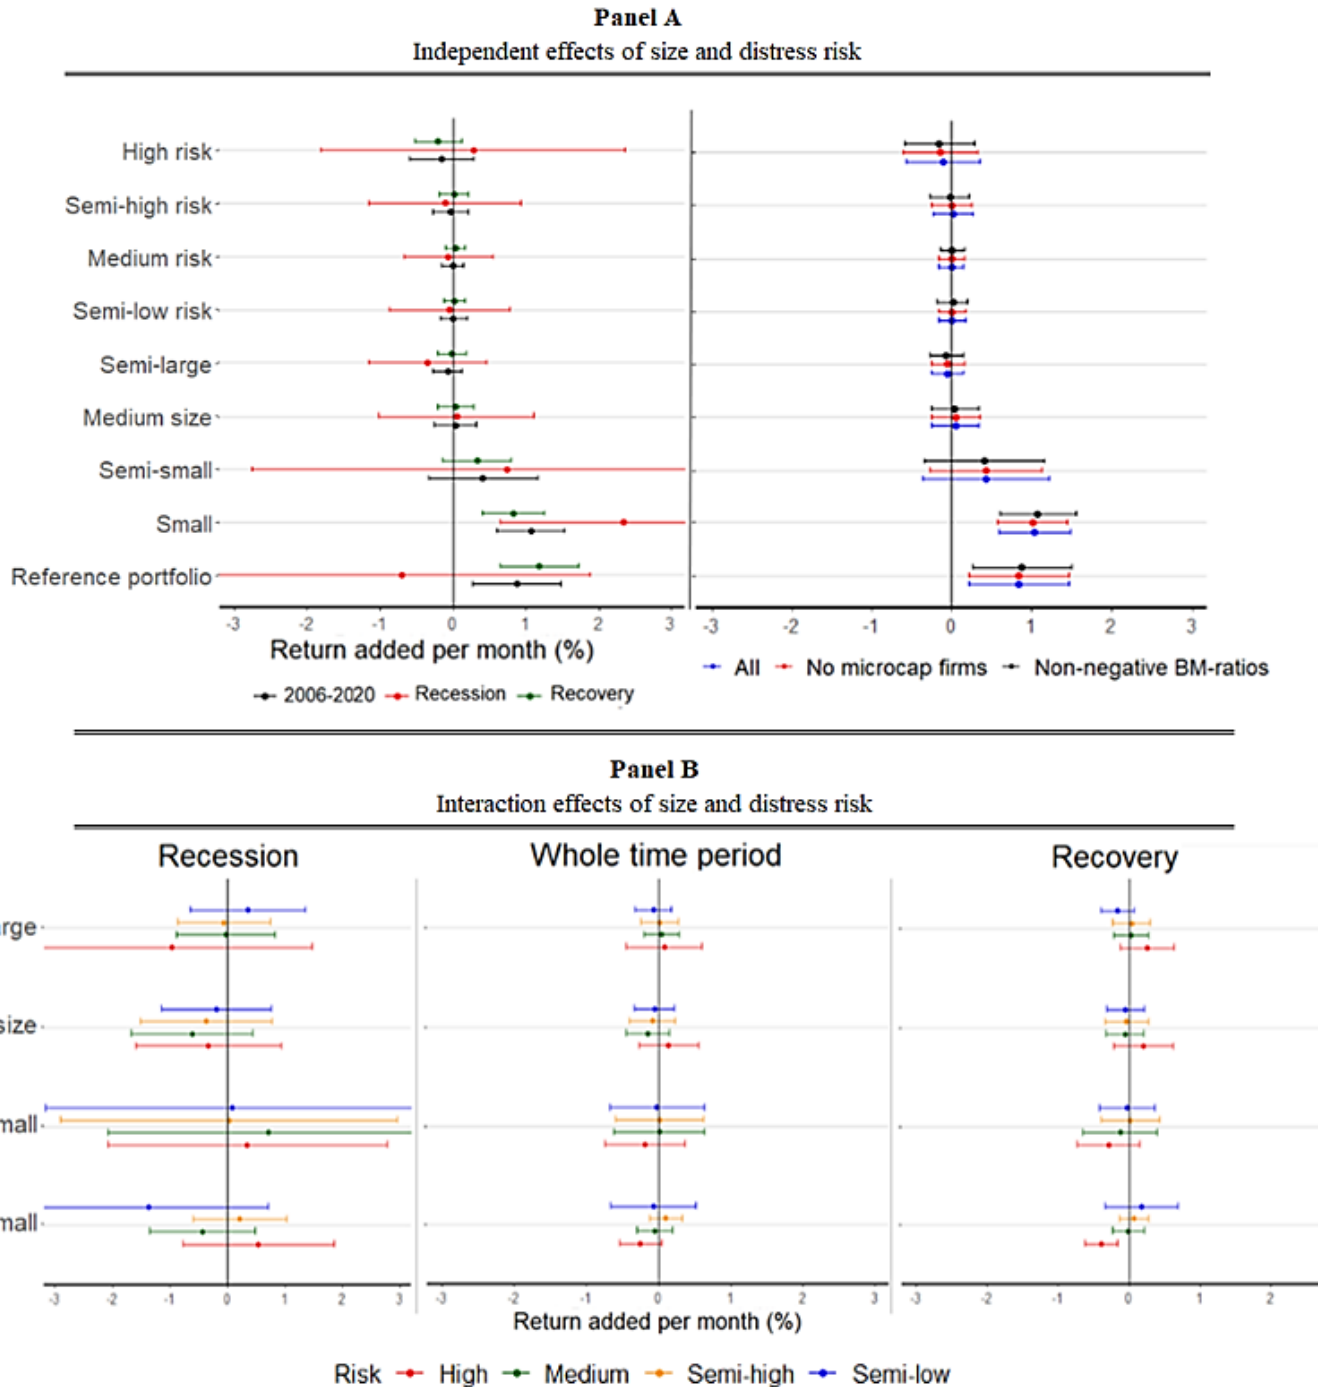 Panel A
Independent effects of size and distress risk
High risk
Semi-high risk
Medium risk
Semi-low risk
Semi-large
Medium size
Semi-small
Small
Reference portfolio
-3 -2 -1 0 1 2 3
-3 -2 -1 0 1 2 3
Return added per month (%)
All No microcap firms Non-negative BM-ratios
2006-2020 Recession Recovery
Panel B
Interaction effects of size and distress risk
Recession Whole time period Recovery
arge
size
mall
mall
-3 -2 -1 0 1 2 3
-3 -2 -1 0 1 2 3
-3 -2 -1 0 1 2
Return added per month (%)
Risk High Medium Semi-high Semi-low